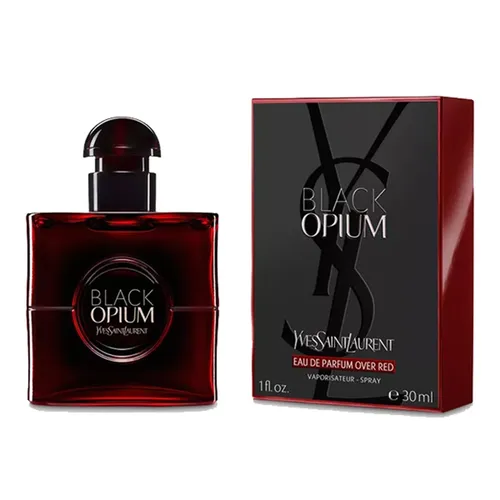 BLACK
OPIUM
YVESSAINTLAURENT
BLACK
OPIUM
YSL
YVESSAINTLAURENT
EAU DE PARFUM OVER RED
VAPORISATEUR - SPRAY
1 fl. oz. ℮ 30 ml